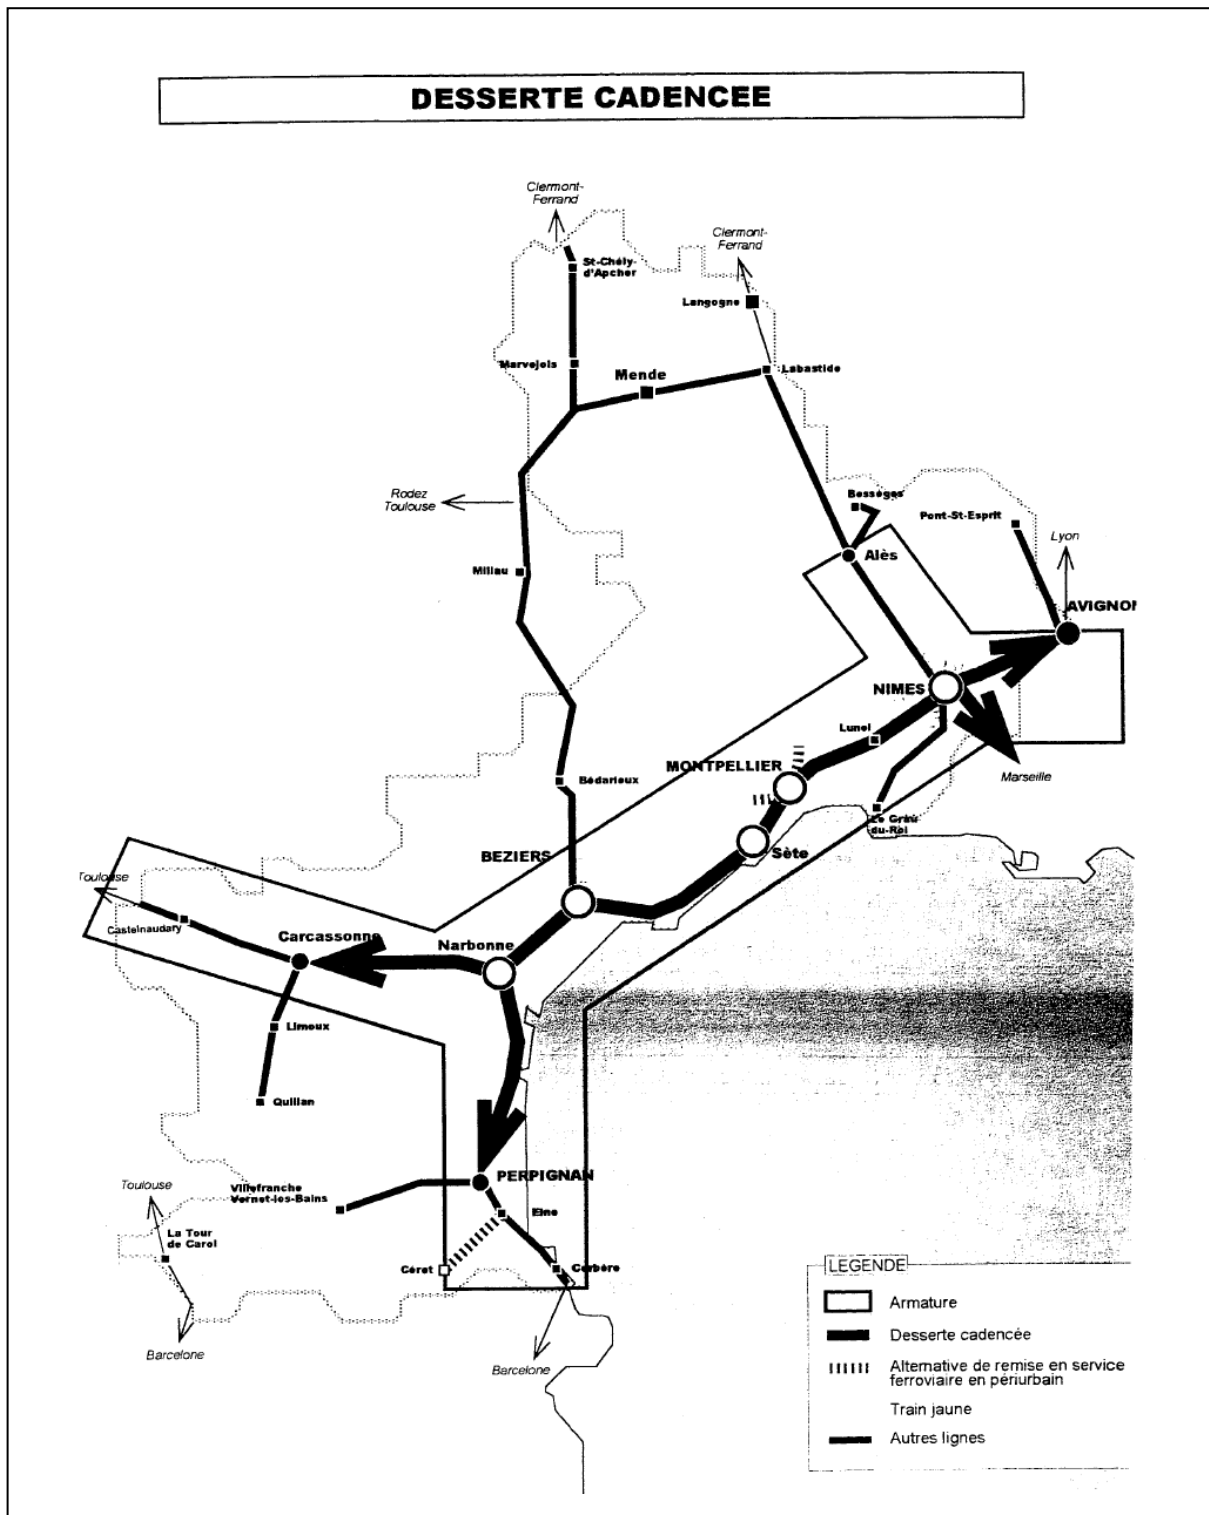 DESSERTE CADENCEE
Clermont-
Ferrand
Clermont-
Ferrand
St-Chély-
d'Apcher
Langogne
Marvejols
Mende
Labastide
Rodez
Toulouse
Bessèges
Pont-St-Esprit
Lyon
Alès
Millau
AVIGNON
NIMES
Lunel
MONTPELLIER
Marseille
Bédarieux
Le Grau
du-Roi
BEZIERS
Sète
Toulouse
Castelnaudary
Carcassonne
Narbonne
Limoux
Quillan
Toulouse
Villefranche
Vernet-les-Bains
PERPIGNAN
Elne
La Tour
de Carol
Céret
Cerbère
Barcelone
Barcelone
LEGENDE
Armature
Desserte cadencée
Alternative de remise en service
ferroviaire en périurbain
Train jaune
Autres lignes